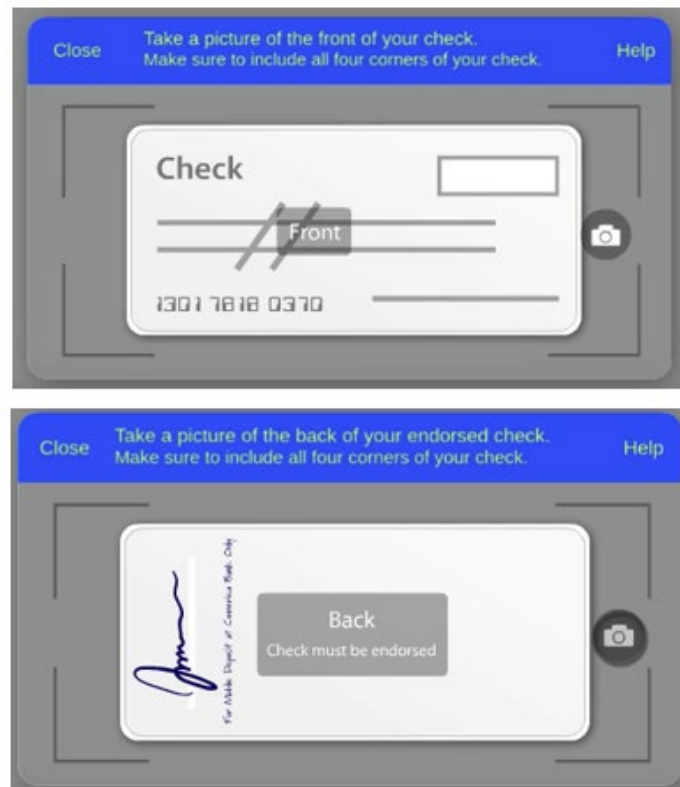 Close
Take a picture of the front of your check.
Make sure to include all four corners of your check.
Help
Check
Front
1301 7818 0370
Close
Take a picture of the back of your endorsed check.
Make sure to include all four corners of your check.
Help
For Mobile Deposit at Comerica Bank Only
Back
Check must be endorsed